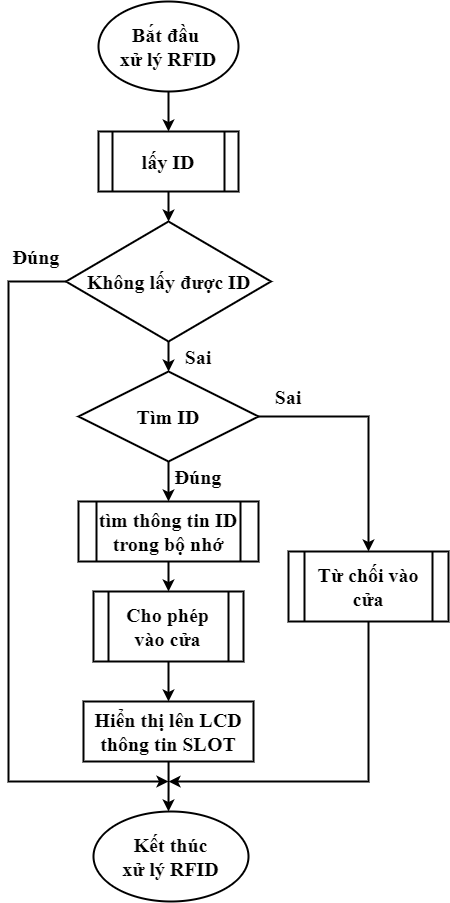 Bắt đầu
xử lý RFID
lấy ID
Đúng
Không lấy được ID
Sai
Sai
Tìm ID
Đúng
tìm thông tin ID
trong bộ nhớ
Từ chối vào
cửa
Cho phép
vào cửa
Hiển thị lên LCD
thông tin SLOT
Kết thúc
xử lý RFID